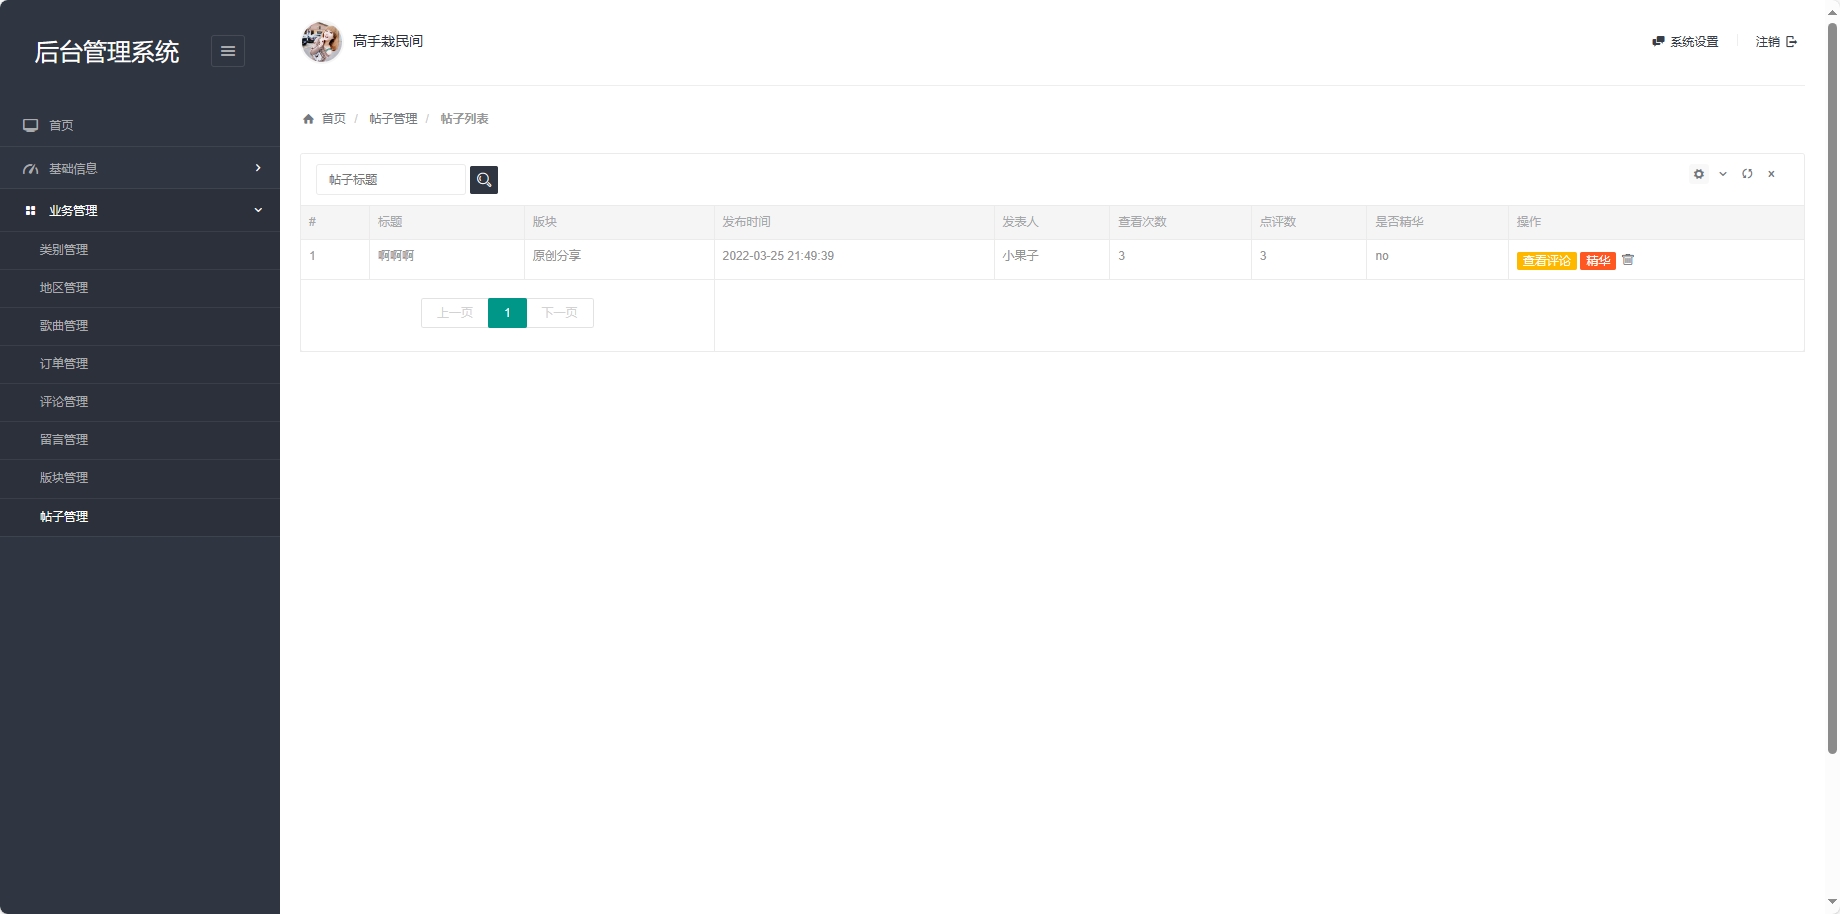 后台管理系统
首页
基础信息
业务管理
类别管理
地区管理
歌曲管理
订单管理
评论管理
留言管理
版块管理
帖子管理
高手栽民间
系统设置
注销
首页 / 帖子管理 / 帖子列表
帖子标题
# 标题 版块 发布时间 发表人 查看次数 点评数 是否精华 操作
1 啊啊啊 原创分享 2022-03-25 21:49:39 小果子 3 3 no 查看评论 精华
上一页 1 下一页